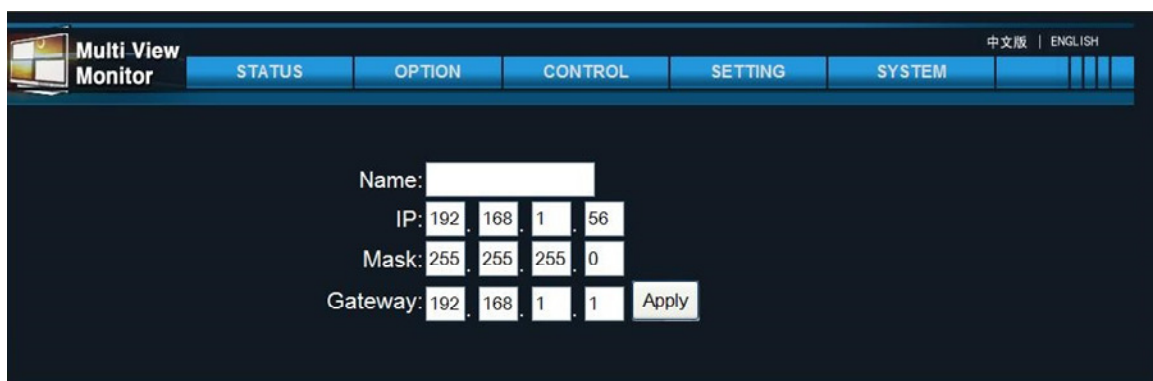 Multi View
Monitor
中文版 | ENGLISH
STATUS OPTION CONTROL SETTING SYSTEM
Name:
IP: 192 . 168 . 1 . 56
Mask: 255 . 255 . 255 . 0
Gateway: 192 . 168 . 1 . 1 Apply